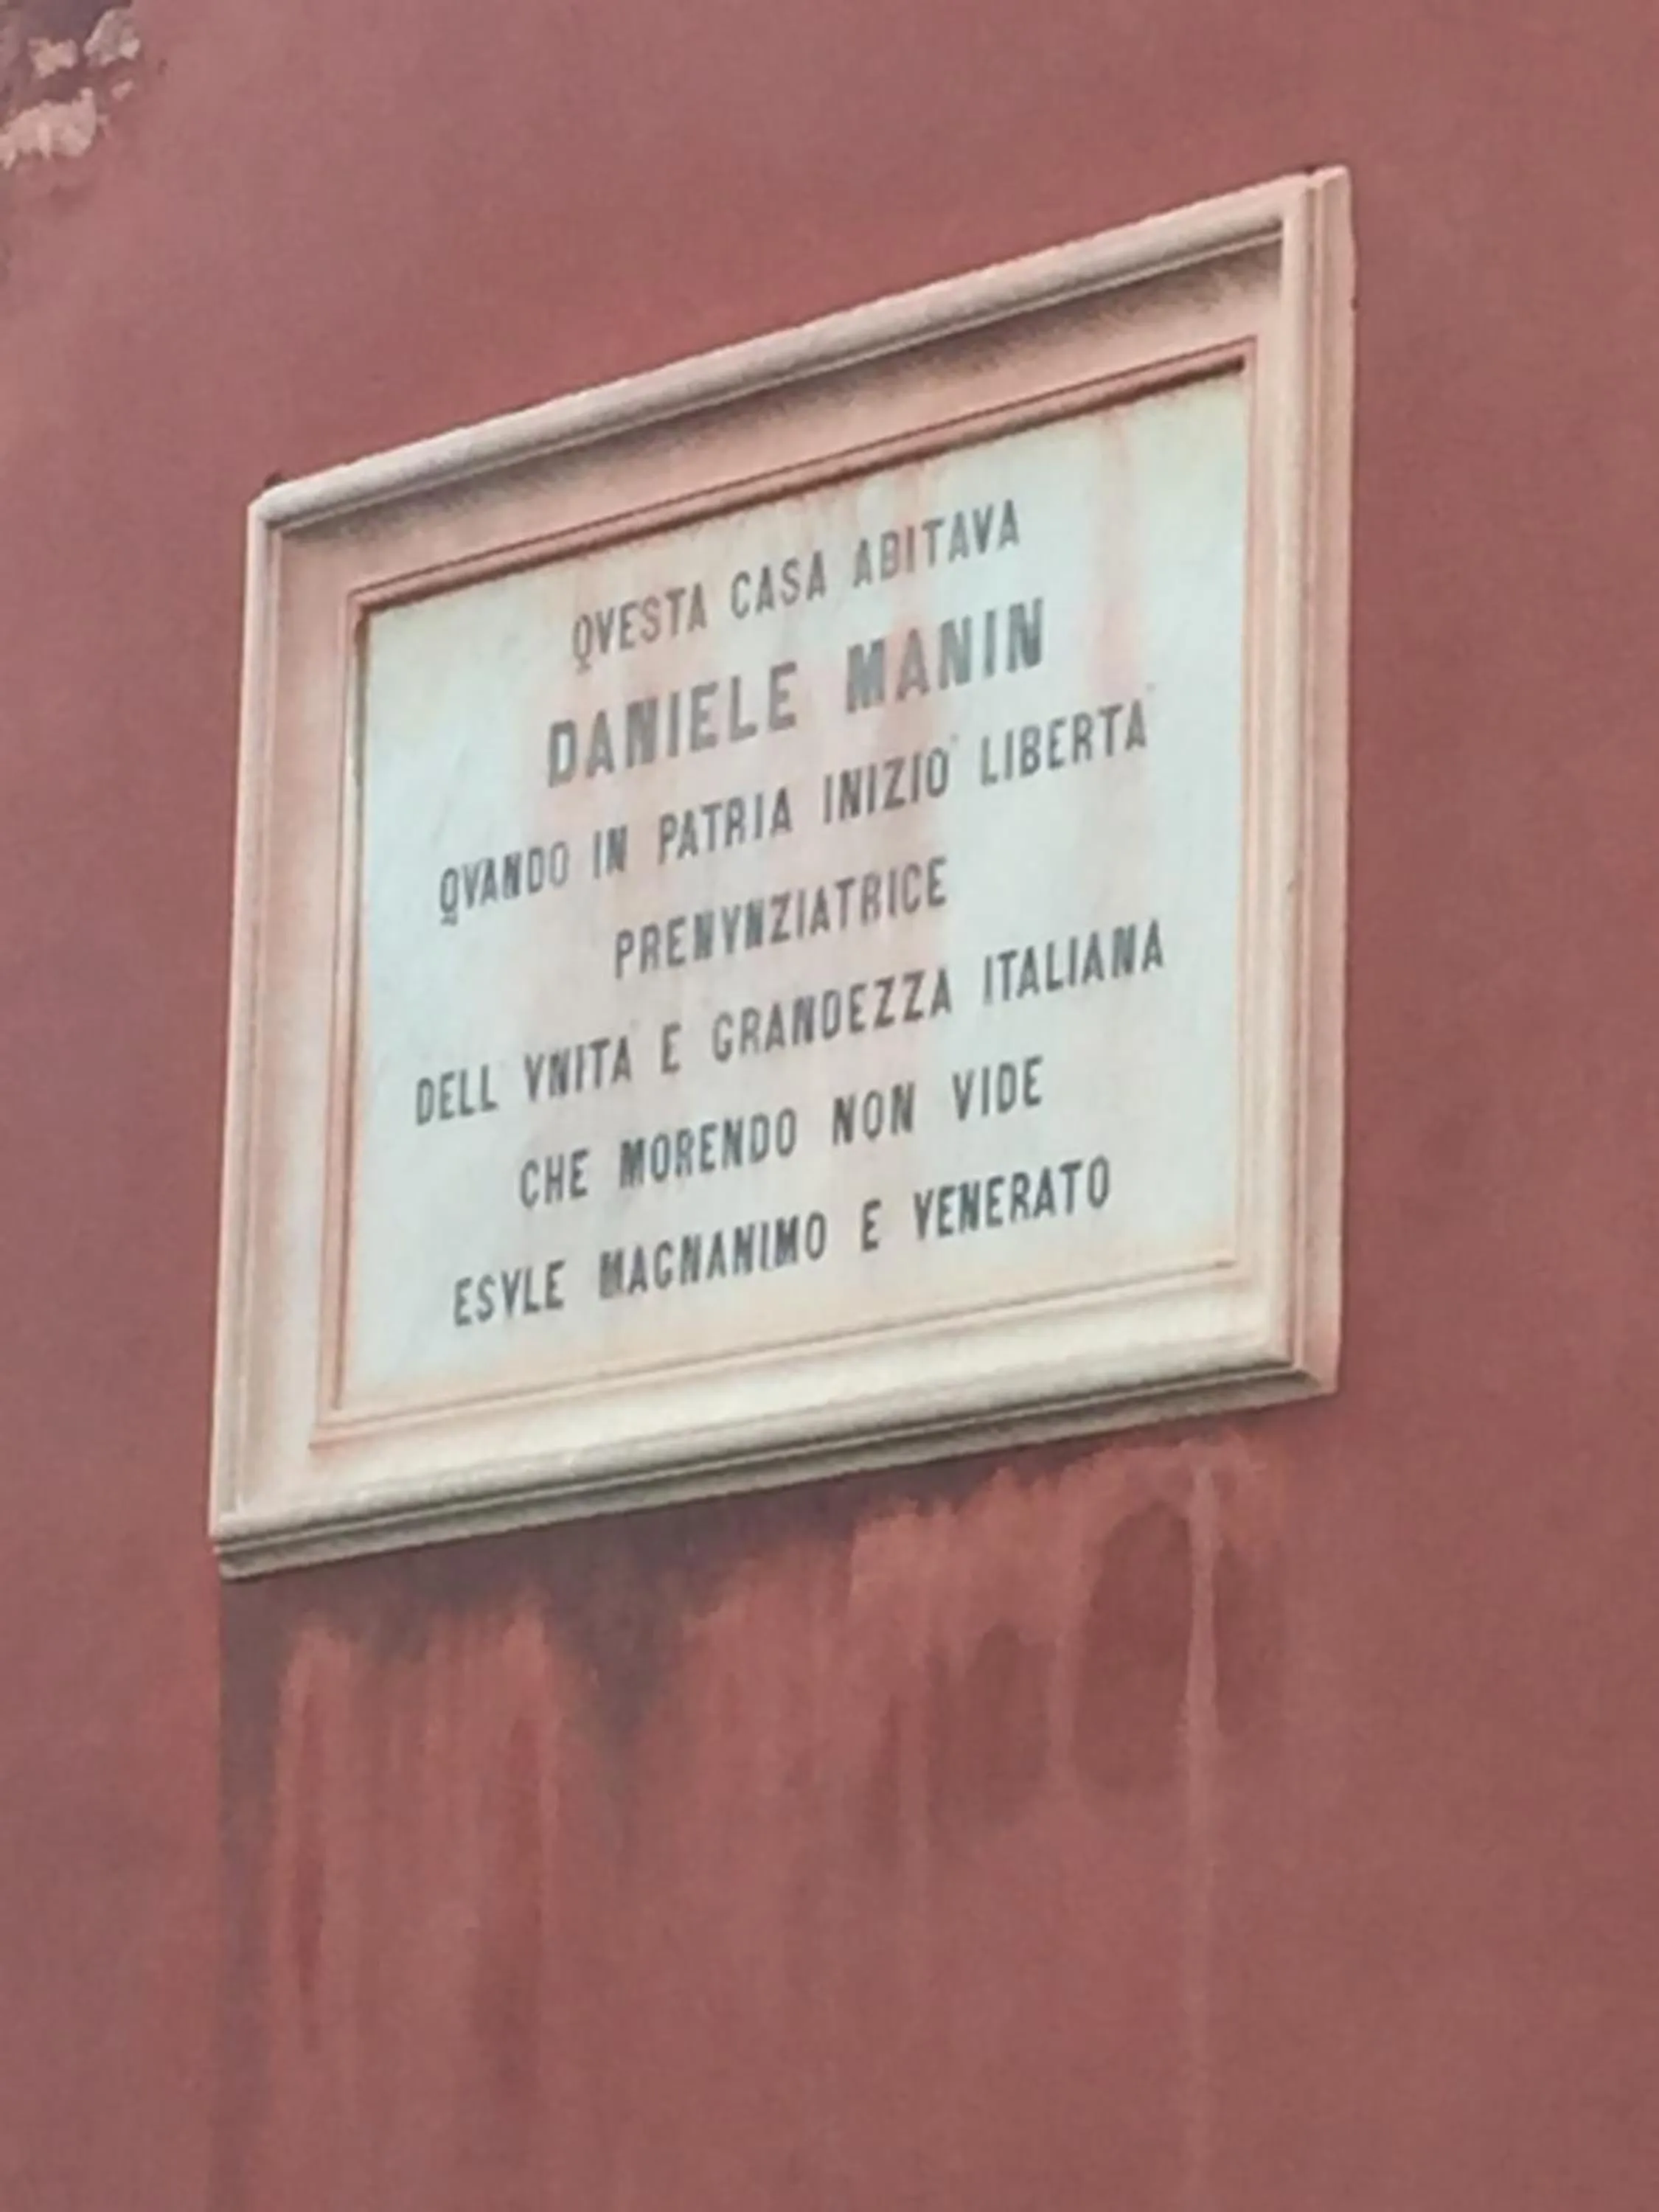 QVESTA CASA ABITAVA
DANIELE MANIN
QVANDO IN PATRIA INIZIO' LIBERTA'
PRENVNZIATRICE
DELL' VNITA' E GRANDEZZA ITALIANA
CHE MORENDO NON VIDE
ESVLE MAGNANIMO E VENERATO